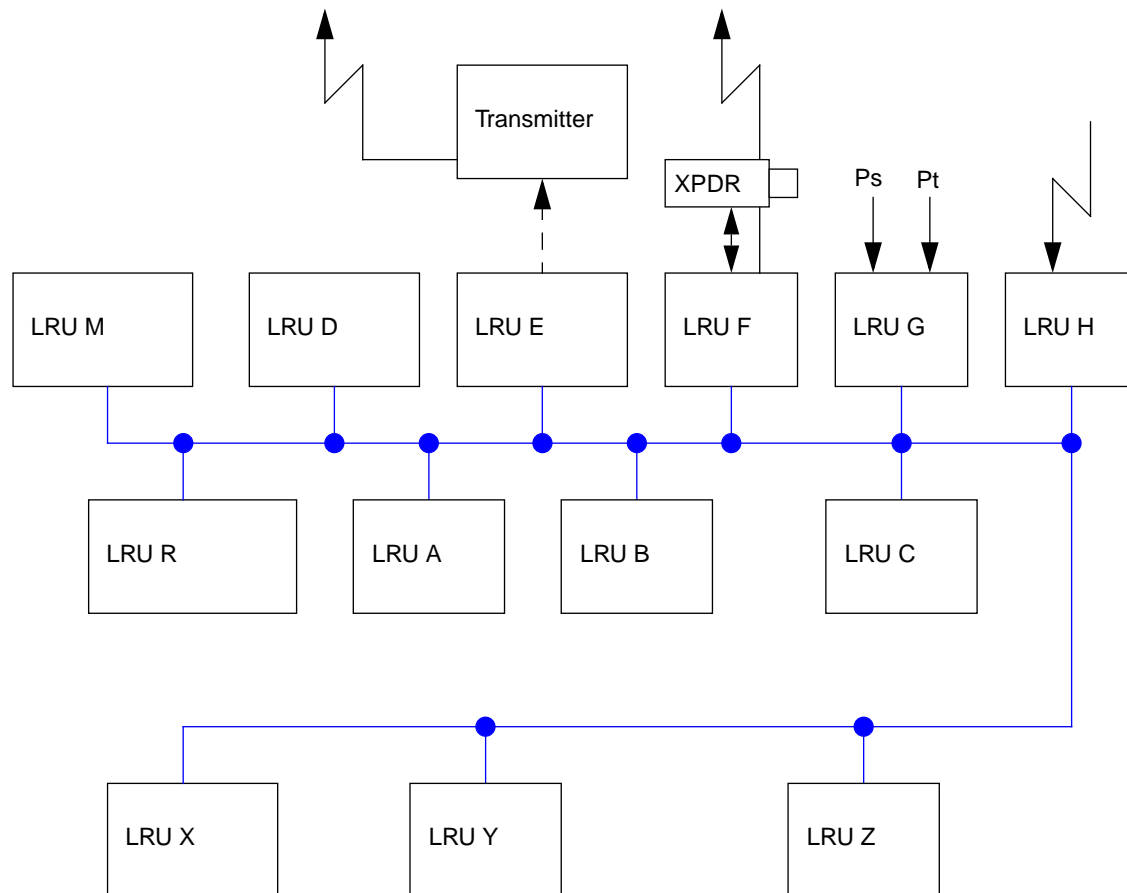 Transmitter
XPDR
Ps
Pt
LRU M
LRU D
LRU E
LRU F
LRU G
LRU H
LRU R
LRU A
LRU B
LRU C
LRU X
LRU Y
LRU Z